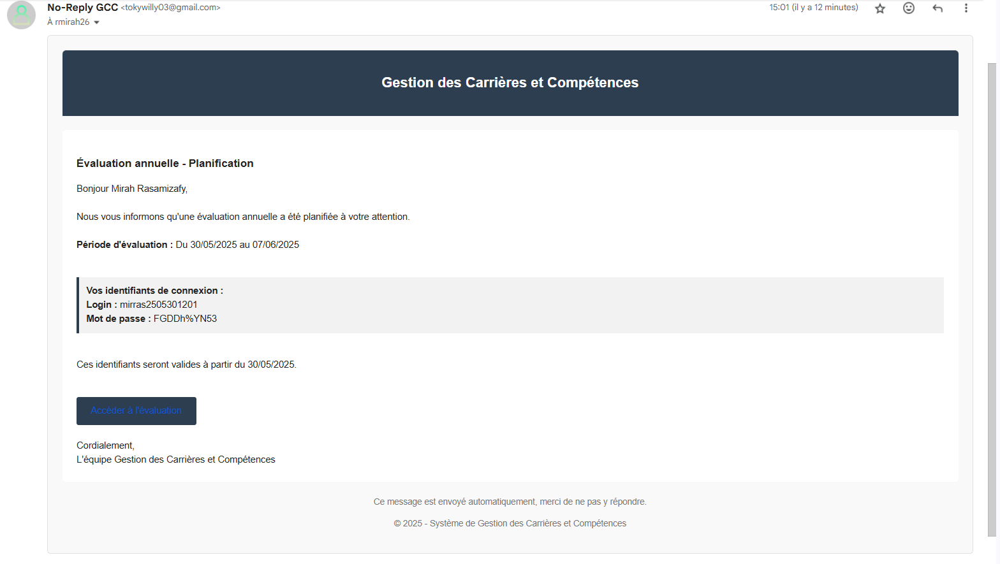 No-Reply GCC <tokywilly03@gmail.com>
15:01 (il y a 12 minutes)
À rmirah26
Gestion des Carrières et Compétences
Évaluation annuelle - Planification
Bonjour Mirah Rasamizafy,
Nous vous informons qu'une évaluation annuelle a été planifiée à votre attention.
Période d'évaluation : Du 30/05/2025 au 07/06/2025
Vos identifiants de connexion :
Login : mirras2505301201
Mot de passe : FGDDh%YN53
Ces identifiants seront valides à partir du 30/05/2025.
Accéder à l'évaluation
Cordialement,
L'équipe Gestion des Carrières et Compétences
Ce message est envoyé automatiquement, merci de ne pas y répondre.
© 2025 - Système de Gestion des Carrières et Compétences